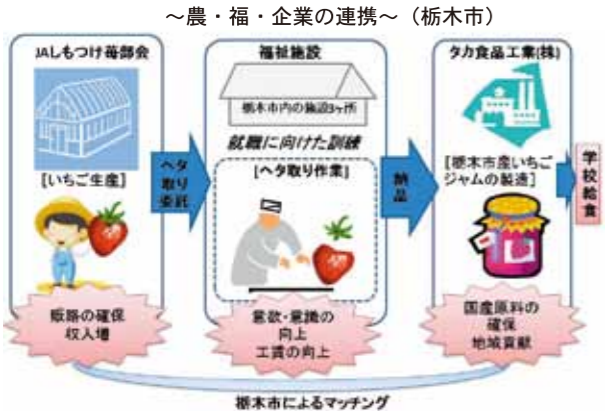 ～農・福・企業の連携～（栃木市）
JAしもつけ苺部会
[いちご生産]
販路の確保
収入増
ヘタ
取り
委託
福祉施設
栃木市内の施設3ヶ所
就職に向けた訓練
[ヘタ取り作業]
意欲・意識の
向上
工賃の向上
納品
タカ食品工業(株)
[栃木市産いちご
ジャムの製造]
国産原料の
確保
地域貢献
学校給食
栃木市によるマッチング